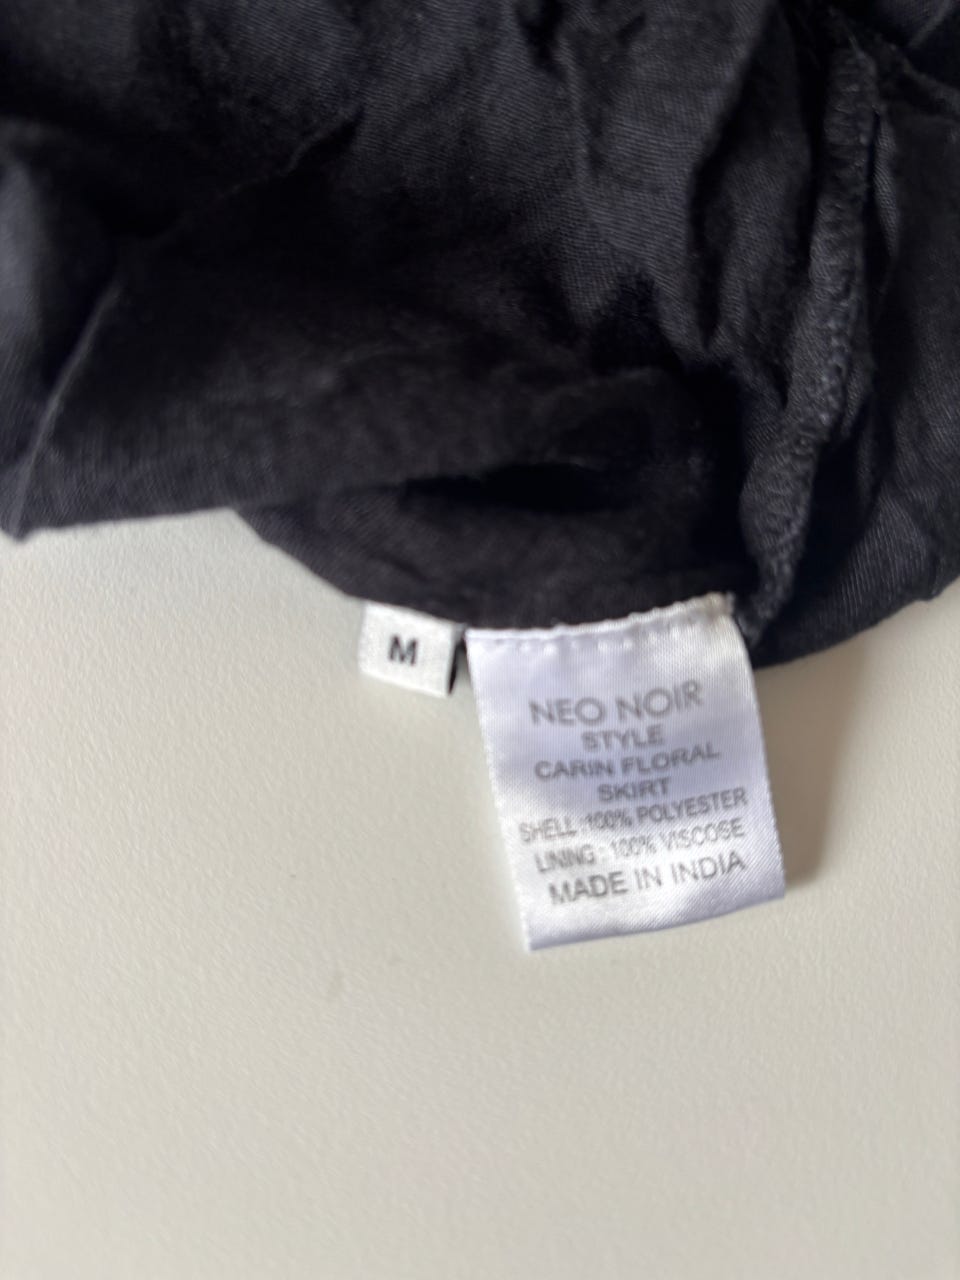 M
NEO NOIR
STYLE
CARIN FLORAL
SKIRT
SHELL :100% POLYESTER
LINING : 100% VISCOSE
MADE IN INDIA